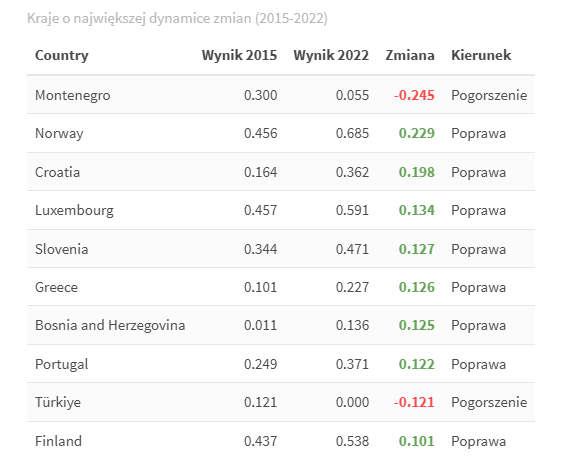 Kraje o największej dynamice zmian (2015-2022)
Country Wynik 2015 Wynik 2022 Zmiana Kierunek
Montenegro 0.300 0.055 -0.245 Pogorszenie
Norway 0.456 0.685 0.229 Poprawa
Croatia 0.164 0.362 0.198 Poprawa
Luxembourg 0.457 0.591 0.134 Poprawa
Slovenia 0.344 0.471 0.127 Poprawa
Greece 0.101 0.227 0.126 Poprawa
Bosnia and Herzegovina 0.011 0.136 0.125 Poprawa
Portugal 0.249 0.371 0.122 Poprawa
Türkiye 0.121 0.000 -0.121 Pogorszenie
Finland 0.437 0.538 0.101 Poprawa